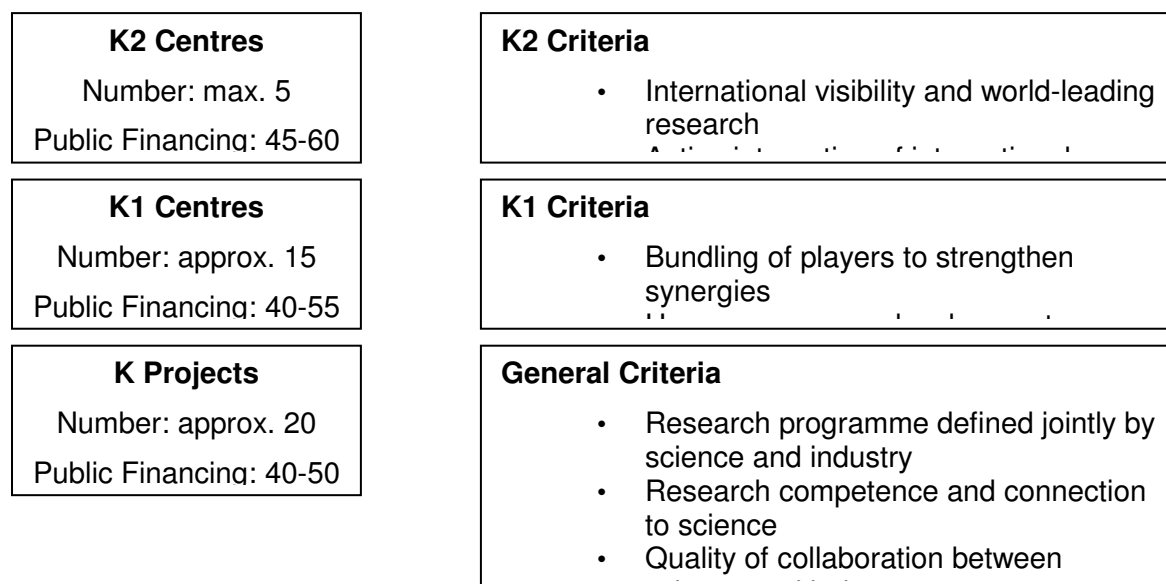 K2 Centres
Number: max. 5
Public Financing: 45-60
K2 Criteria
• International visibility and world-leading
research
K1 Centres
Number: approx. 15
Public Financing: 40-55
K1 Criteria
• Bundling of players to strengthen
synergies
K Projects
Number: approx. 20
Public Financing: 40-50
General Criteria
• Research programme defined jointly by
science and industry
• Research competence and connection
to science
• Quality of collaboration between